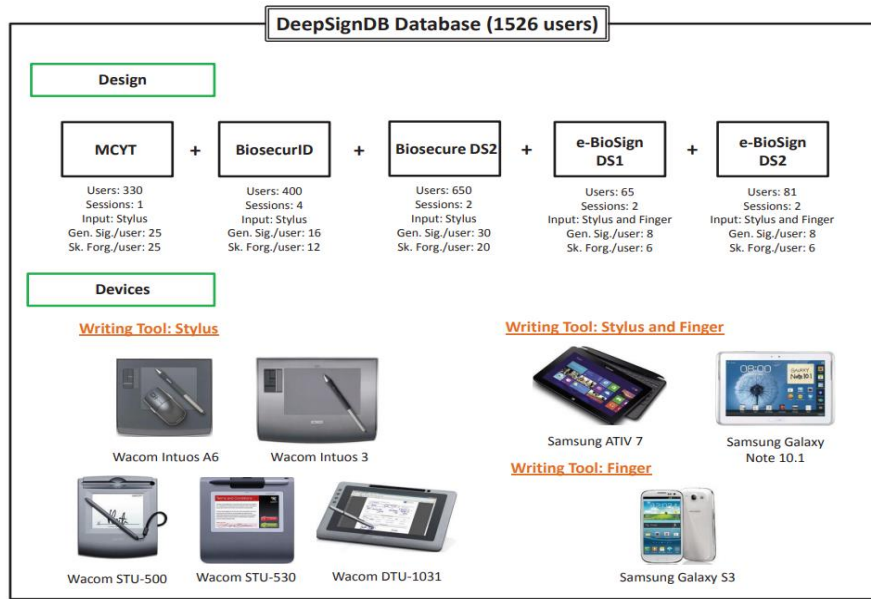 DeepSignDB Database (1526 users)
Design
MCYT + BiosecurID + Biosecure DS2 + e-BioSign DS1 + e-BioSign DS2
Users: 330
Sessions: 1
Input: Stylus
Gen. Sig./user: 25
Sk. Forg./user: 25
Users: 400
Sessions: 4
Input: Stylus
Gen. Sig./user: 16
Sk. Forg./user: 12
Users: 650
Sessions: 2
Input: Stylus
Gen. Sig./user: 30
Sk. Forg./user: 20
Users: 65
Sessions: 2
Input: Stylus and Finger
Gen. Sig./user: 8
Sk. Forg./user: 6
Users: 81
Sessions: 2
Input: Stylus and Finger
Gen. Sig./user: 8
Sk. Forg./user: 6
Devices
Writing Tool: Stylus
Wacom Intuos A6
Wacom Intuos 3
Wacom STU-500
Wacom STU-530
Wacom DTU-1031
Writing Tool: Stylus and Finger
Samsung ATIV 7
08:00
GALAXY
Note 10.1
Samsung Galaxy
Note 10.1
Writing Tool: Finger
Samsung Galaxy S3